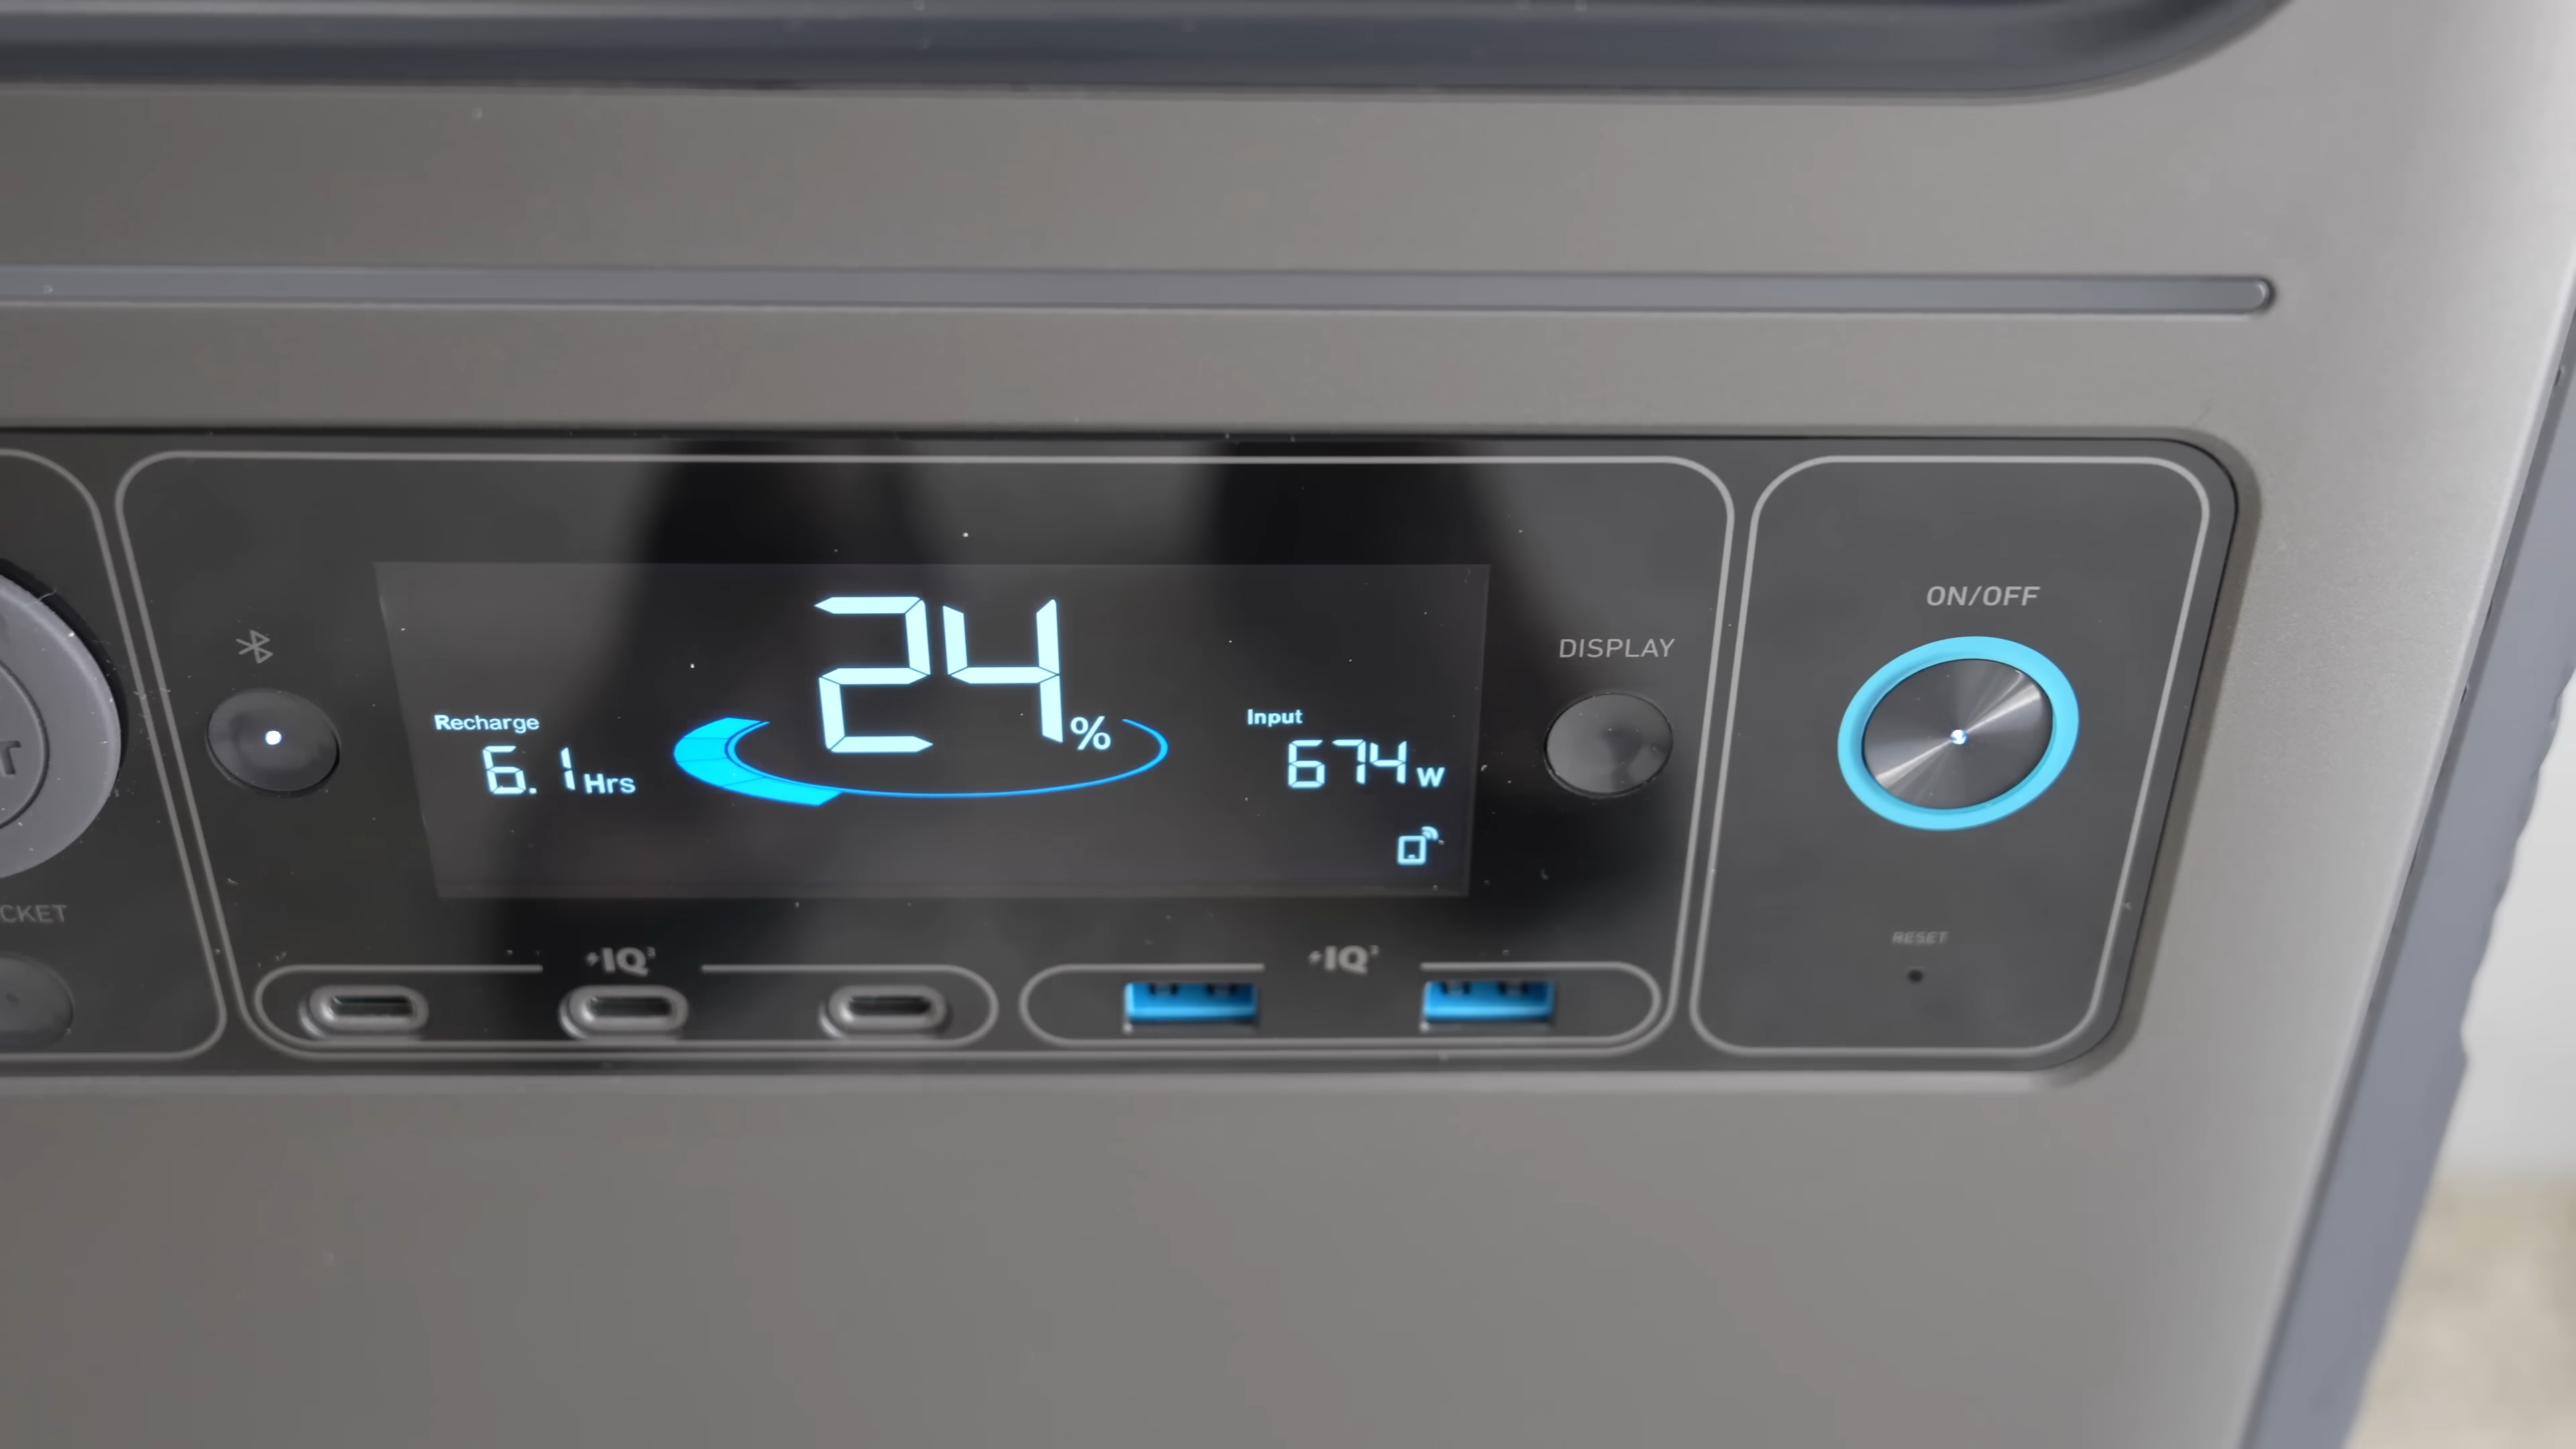 24%
Recharge
6.1Hrs
Input
674W
DISPLAY
ON/OFF
RESET
T
CKET
IQ³
IQ³